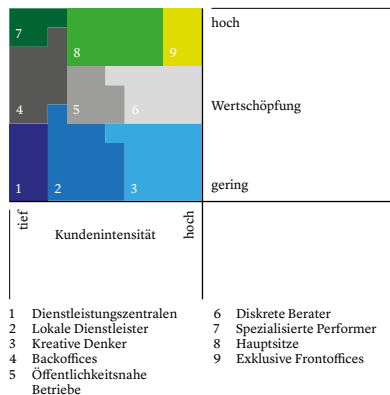 7
8
9
hoch
4
5
6
Wertschöpfung
1
2
3
gering
tief
Kundenintensität
hoch
1 Dienstleistungszentralen
2 Lokale Dienstleister
3 Kreative Denker
4 Backoffices
5 Öffentlichkeitsnahe
Betriebe
6 Diskrete Berater
7 Spezialisierte Performer
8 Hauptsitze
9 Exklusive Frontoffices